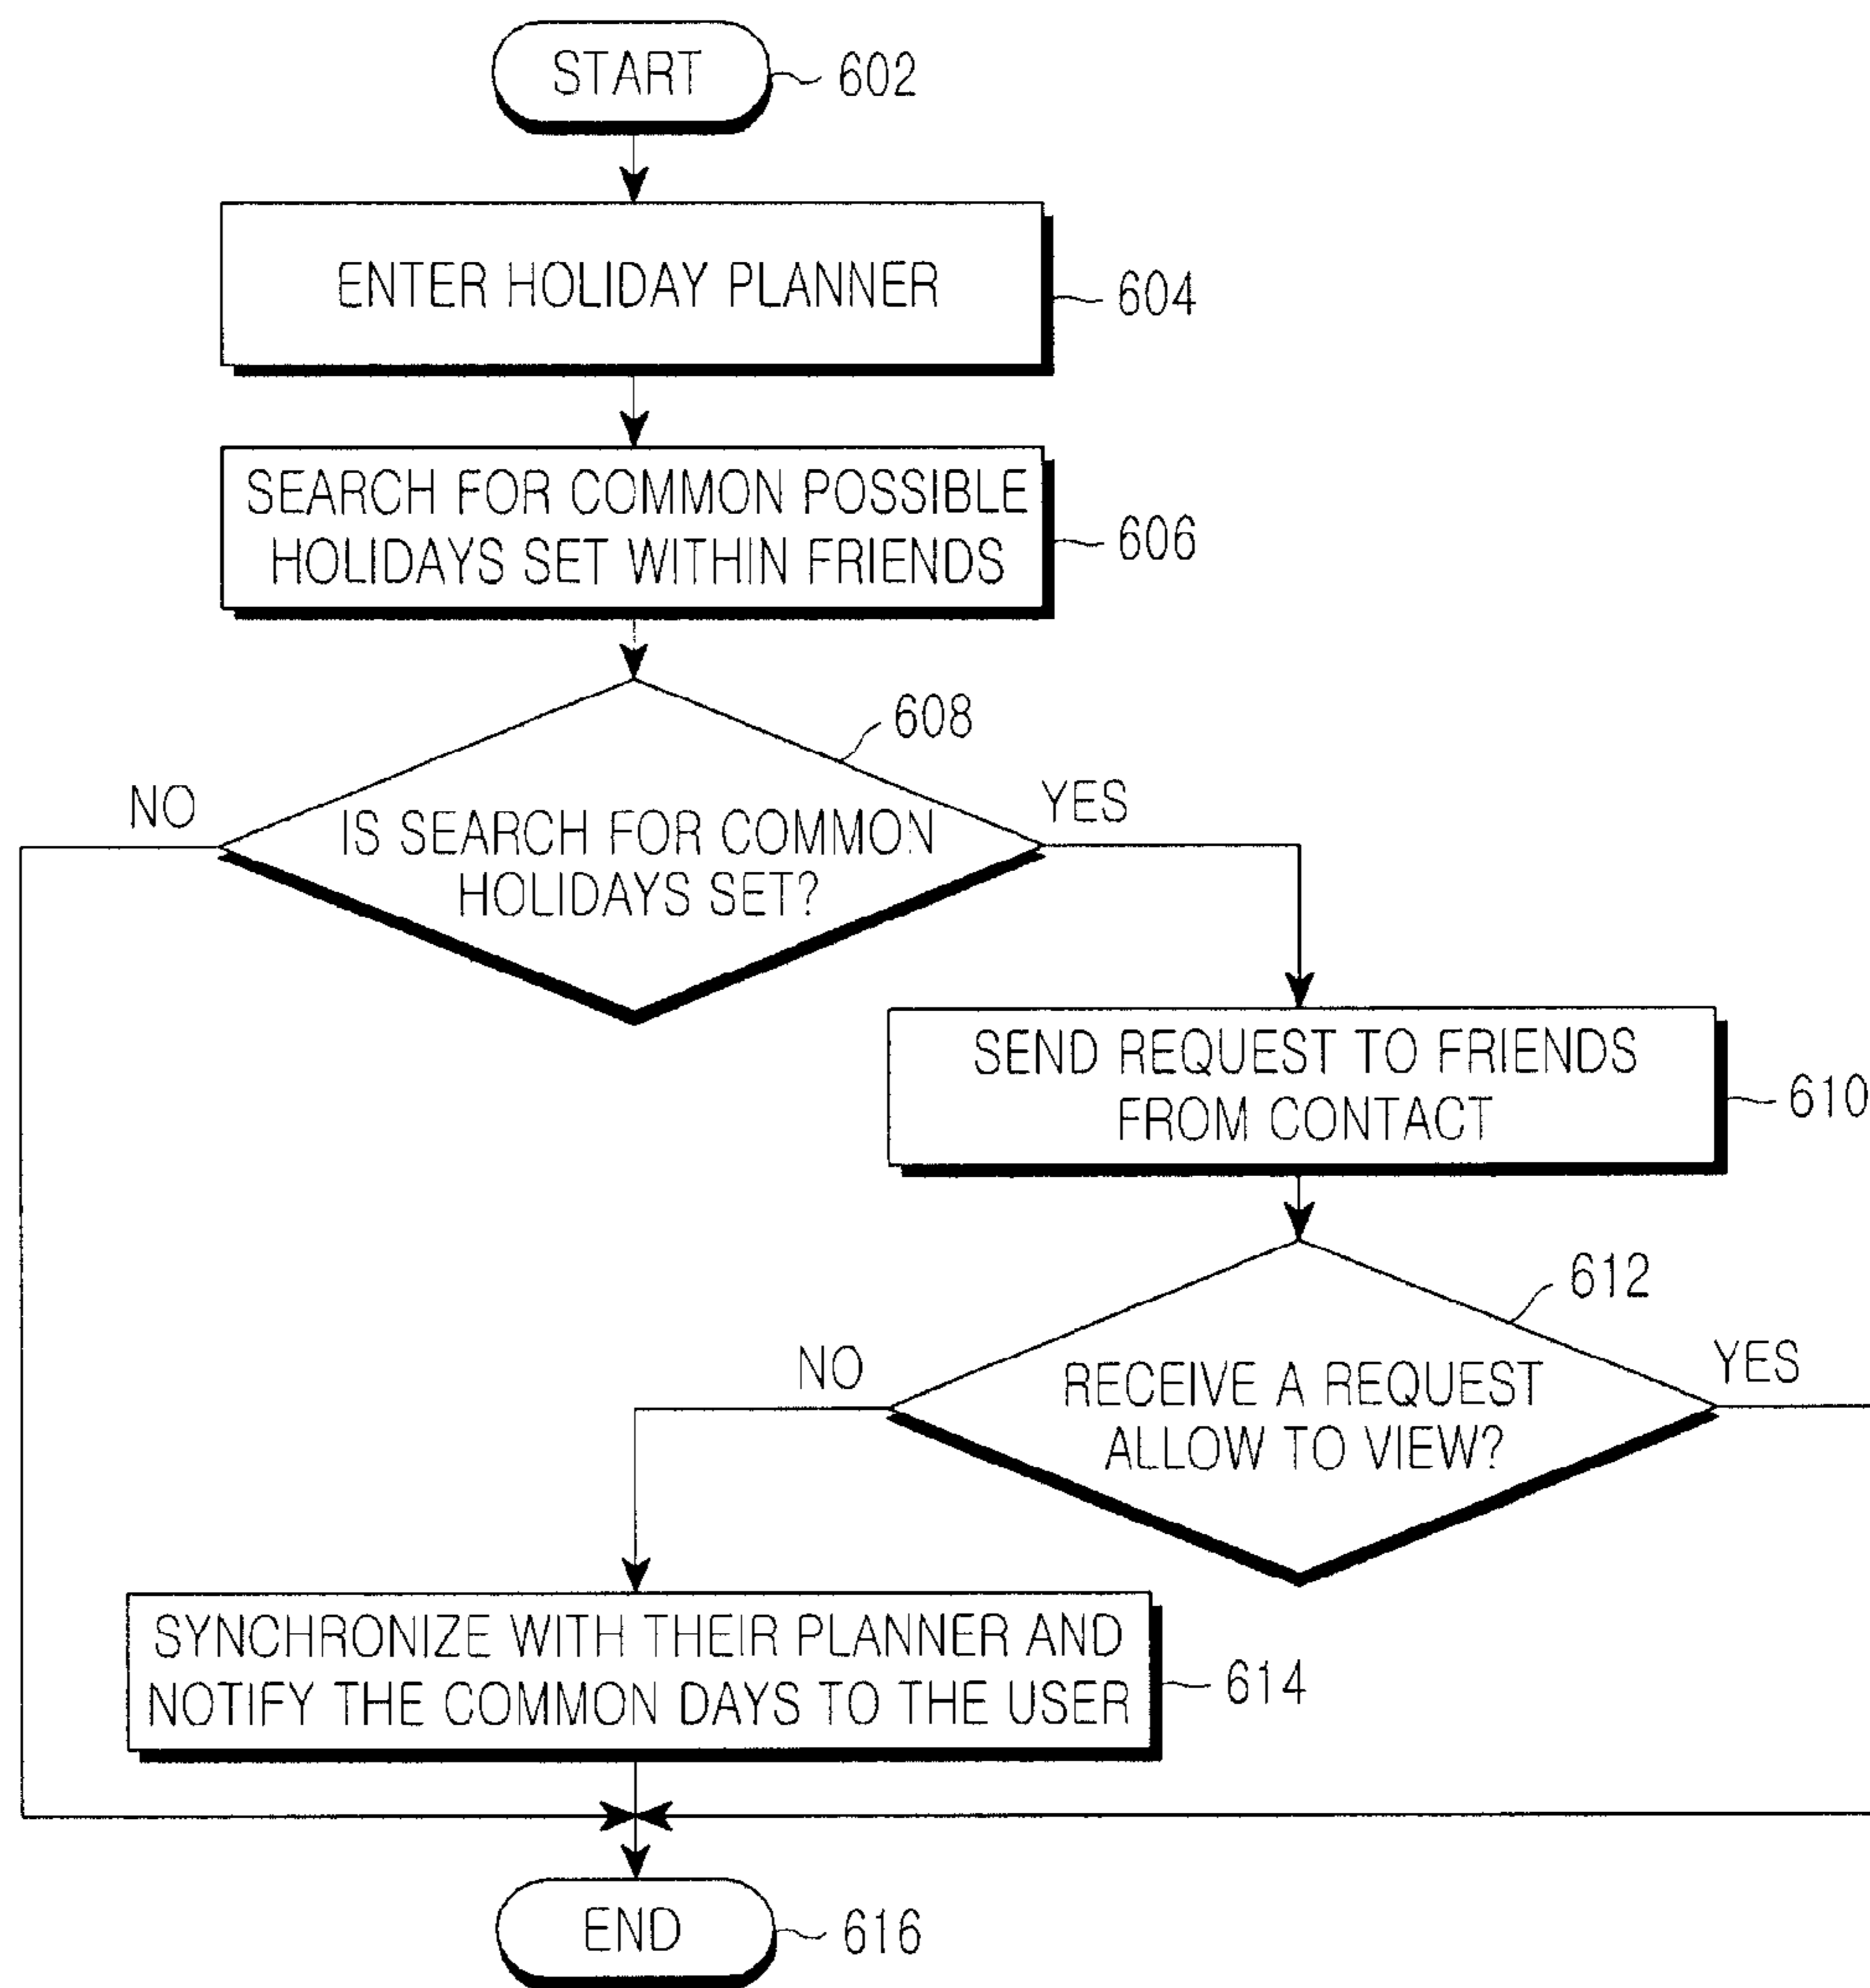 START
602
ENTER HOLIDAY PLANNER
604
SEARCH FOR COMMON POSSIBLE
HOLIDAYS SET WITHIN FRIENDS
606
608
NO
YES
IS SEARCH FOR COMMON
HOLIDAYS SET?
SEND REQUEST TO FRIENDS
FROM CONTACT
610
612
NO
YES
RECEIVE A REQUEST
ALLOW TO VIEW?
SYNCHRONIZE WITH THEIR PLANNER AND
NOTIFY THE COMMON DAYS TO THE USER
614
END
616